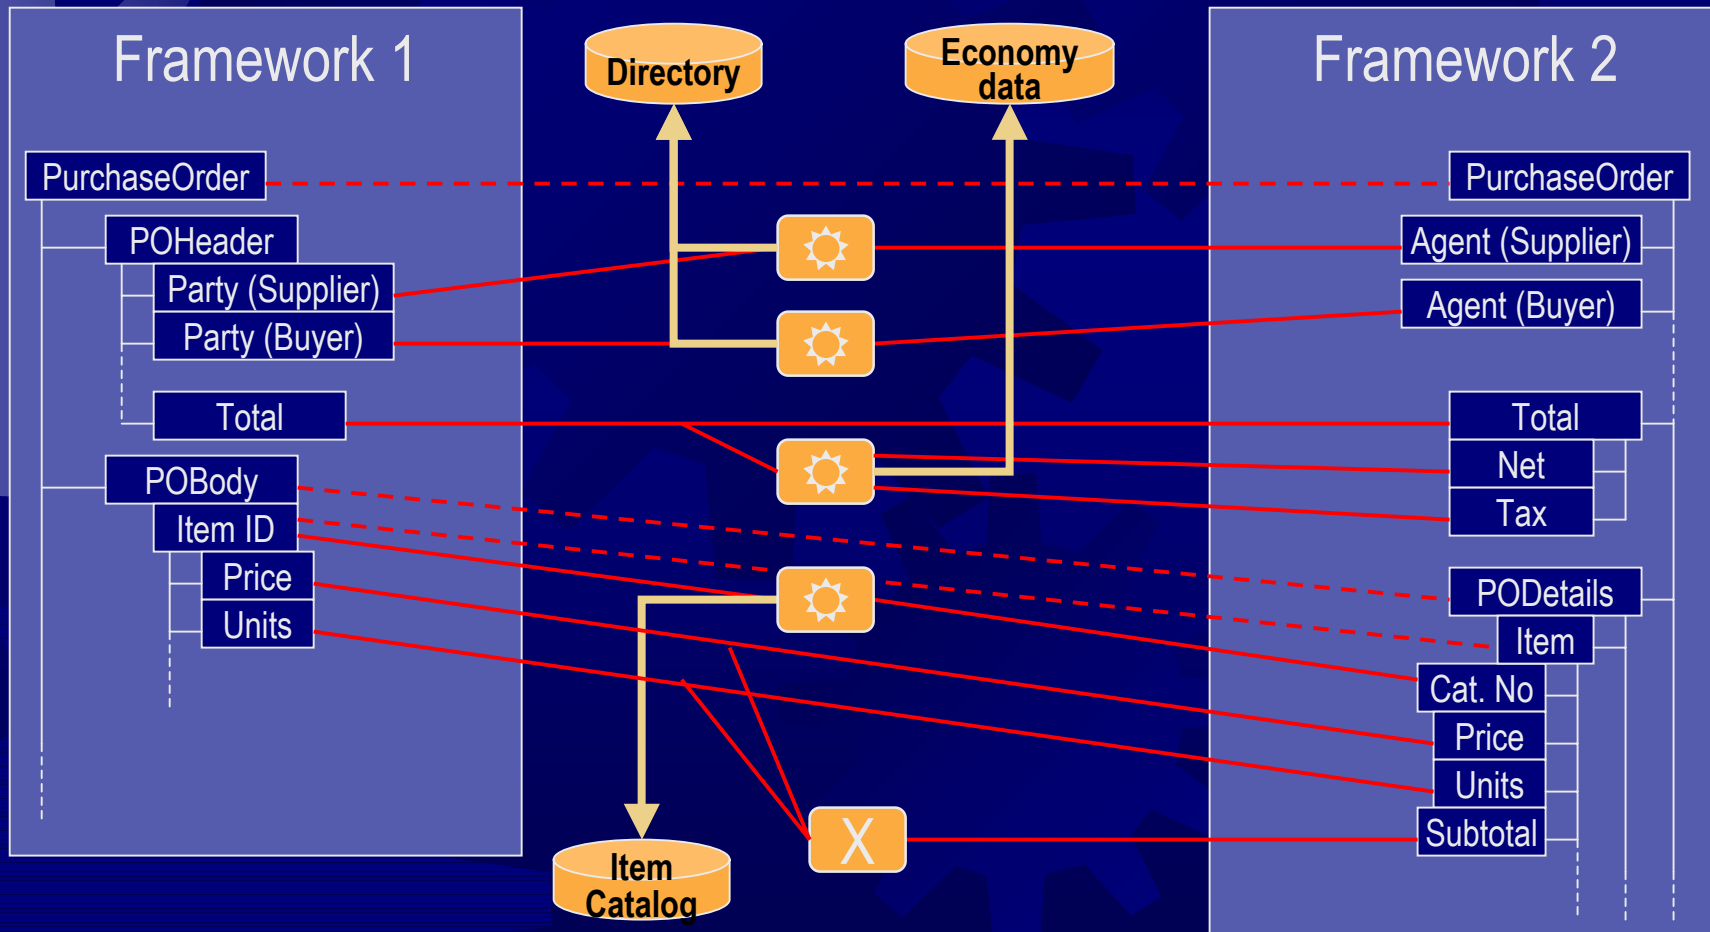 Framework 1
Directory
Economy
data
Framework 2
PurchaseOrder
PurchaseOrder
POHeader
Agent (Supplier)
Party (Supplier)
Agent (Buyer)
Party (Buyer)
Total
Total
Net
POBody
Tax
Item ID
Price
PODetails
Units
Item
Cat. No
Price
Units
Subtotal
X
Item
Catalog